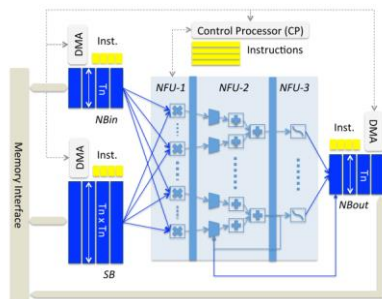 Control Processor (CP)
Instructions
DMA
Inst.
NFU-1
NFU-2
NFU-3
Tn
NBin
DMA
Inst.
Inst.
DMA
Memory Interface
Tn x Tn
SB
Tn
NBout